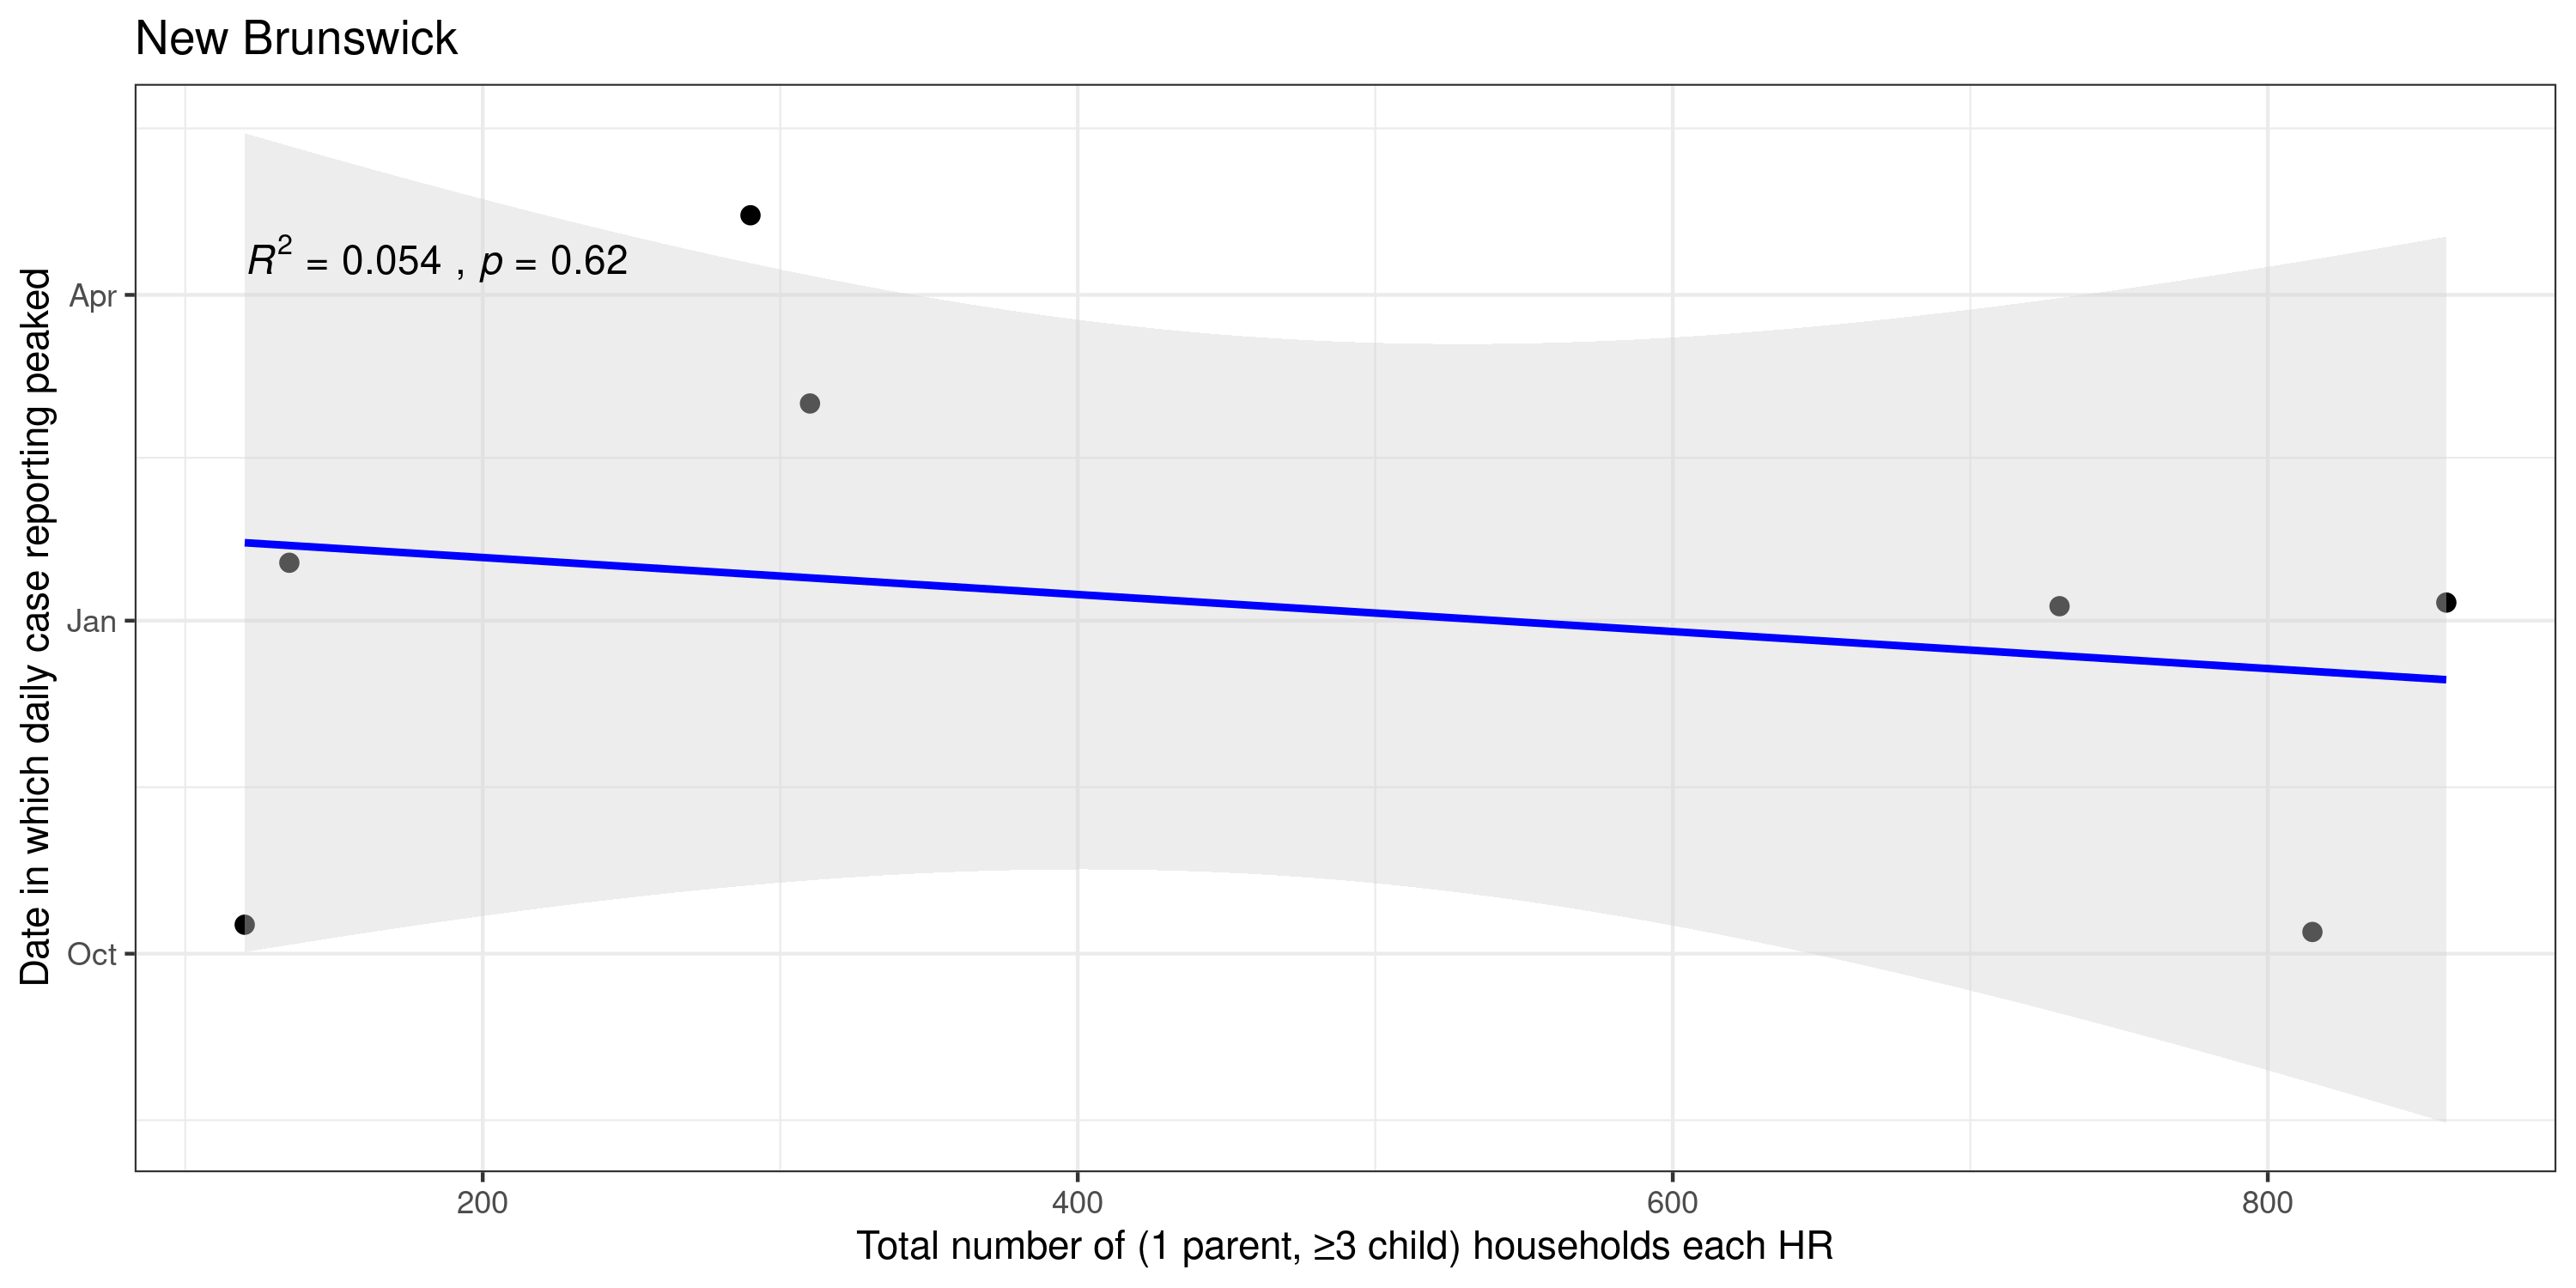 New Brunswick
R² = 0.054 , p = 0.62
Date in which daily case reporting peaked
Apr
Jan
Oct
200 400 600 800
Total number of (1 parent, ≥3 child) households each HR